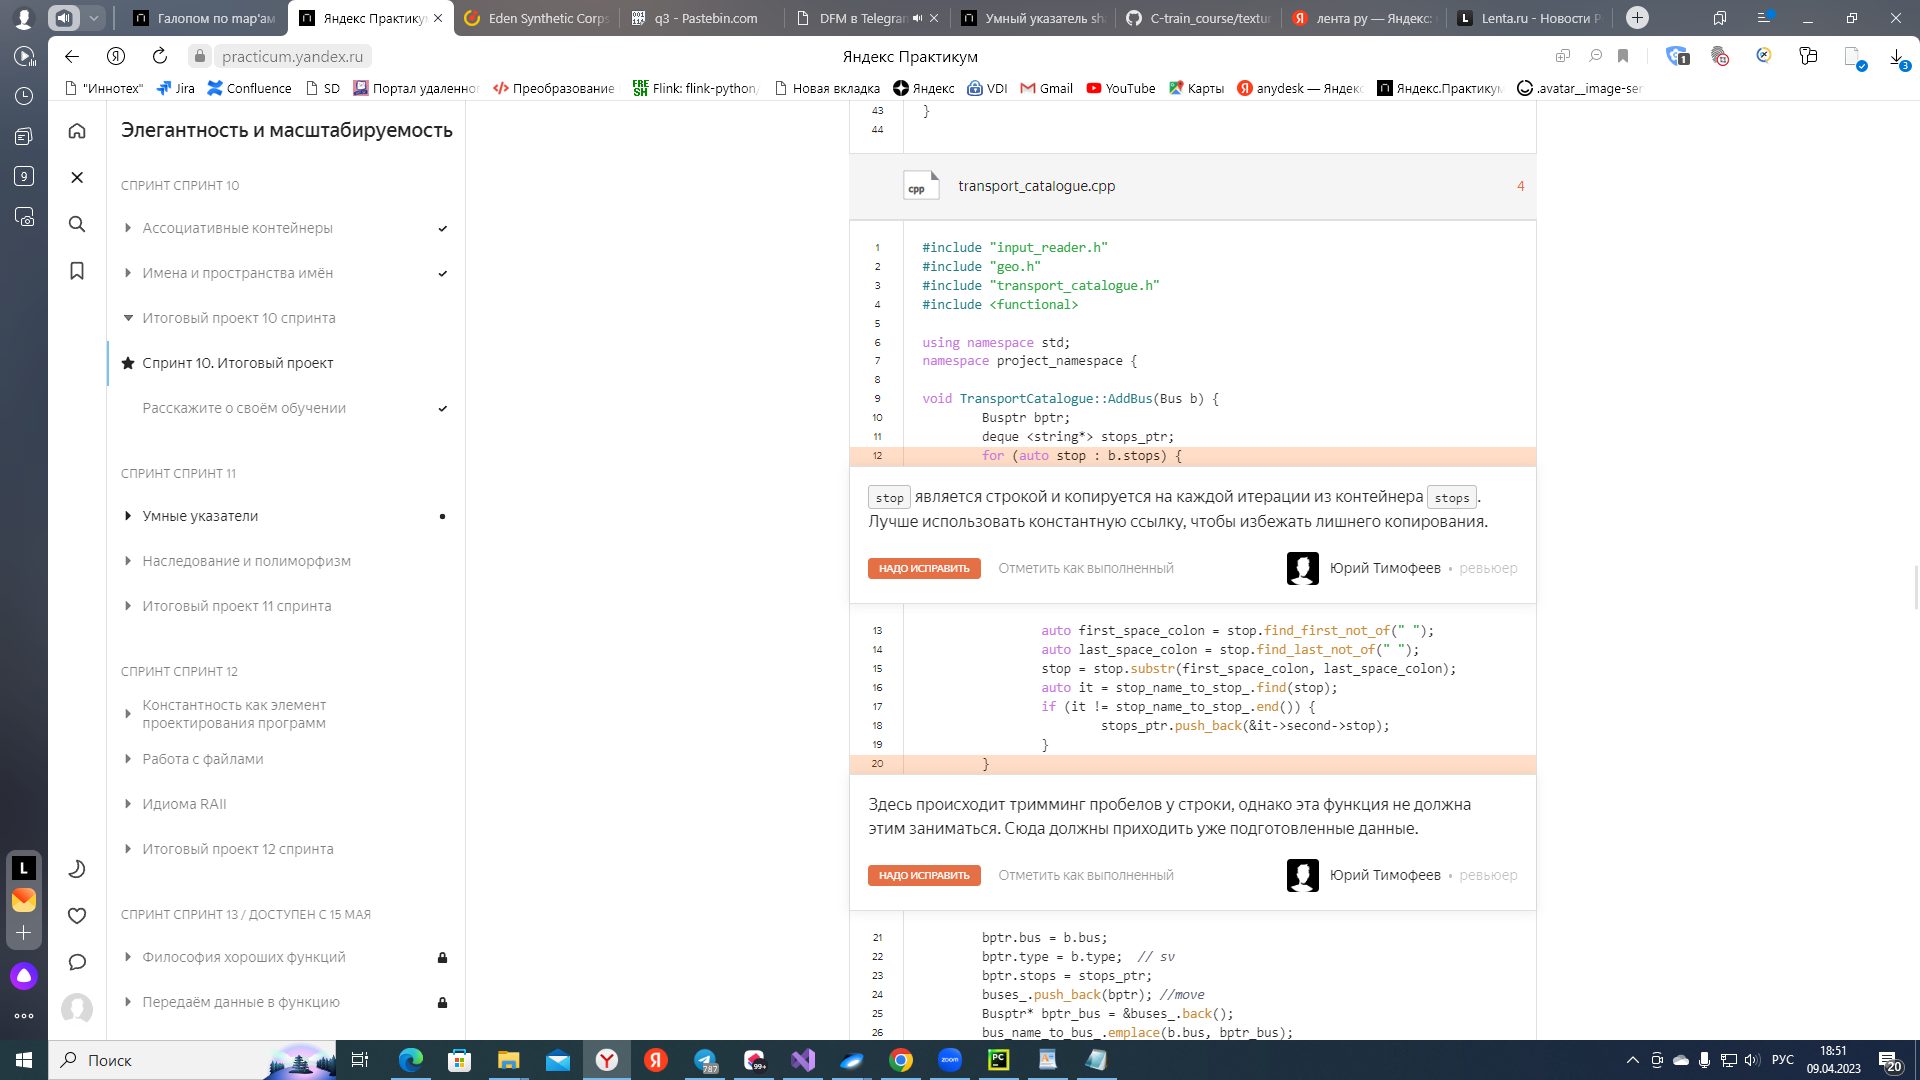 Галопом по map'ам
Яндекс Практикум
Eden Synthetic Corps
q3 - Pastebin.com
DFM в Telegram
Умный указатель sha
C-train_course/textur
лента ру — Яндекс:
Lenta.ru - Новости Р
practicum.yandex.ru
Яндекс Практикум
1
3
"Иннотех"
Jira
Confluence
SD
Портал удаленног
Преобразование
Flink: flink-python/
Новая вкладка
Яндекс
VDI
Gmail
YouTube
Карты
anydesk — Яндекс
Яндекс.Практикум
.avatar__image-ser
9
Элегантность и масштабируемость
СПРИНТ СПРИНТ 10
Ассоциативные контейнеры
Имена и пространства имён
Итоговый проект 10 спринта
Спринт 10. Итоговый проект
Расскажите о своём обучении
СПРИНТ СПРИНТ 11
Умные указатели
Наследование и полиморфизм
Итоговый проект 11 спринта
СПРИНТ СПРИНТ 12
Константность как элемент
проектирования программ
Работа с файлами
Идиома RAII
Итоговый проект 12 спринта
СПРИНТ СПРИНТ 13 / ДОСТУПЕН С 15 МАЯ
Философия хороших функций
Передаём данные в функцию
43 }
44
cpp transport_catalogue.cpp 4
1 #include "input_reader.h"
2 #include "geo.h"
3 #include "transport_catalogue.h"
4 #include <functional>
5
6 using namespace std;
7 namespace project_namespace {
8
9 void TransportCatalogue::AddBus(Bus b) {
10 Busptr bptr;
11 deque <string*> stops_ptr;
12 for (auto stop : b.stops) {
stop является строкой и копируется на каждой итерации из контейнера stops .
Лучше использовать константную ссылку, чтобы избежать лишнего копирования.
НАДО ИСПРАВИТЬ Отметить как выполненный Юрий Тимофеев • ревьюер
13 auto first_space_colon = stop.find_first_not_of(" ");
14 auto last_space_colon = stop.find_last_not_of(" ");
15 stop = stop.substr(first_space_colon, last_space_colon);
16 auto it = stop_name_to_stop_.find(stop);
17 if (it != stop_name_to_stop_.end()) {
18 stops_ptr.push_back(&it->second->stop);
19 }
20 }
Здесь происходит тримминг пробелов у строки, однако эта функция не должна
этим заниматься. Сюда должны приходить уже подготовленные данные.
НАДО ИСПРАВИТЬ Отметить как выполненный Юрий Тимофеев • ревьюер
21 bptr.bus = b.bus;
22 bptr.type = b.type; // sv
23 bptr.stops = stops_ptr;
24 buses_.push_back(bptr); //move
25 Busptr* bptr_bus = &buses_.back();
26 bus_name_to_bus_.emplace(b.bus, bptr_bus);
L
Поиск
787
99+
zoom
PC
РУС
18:51
09.04.2023
20